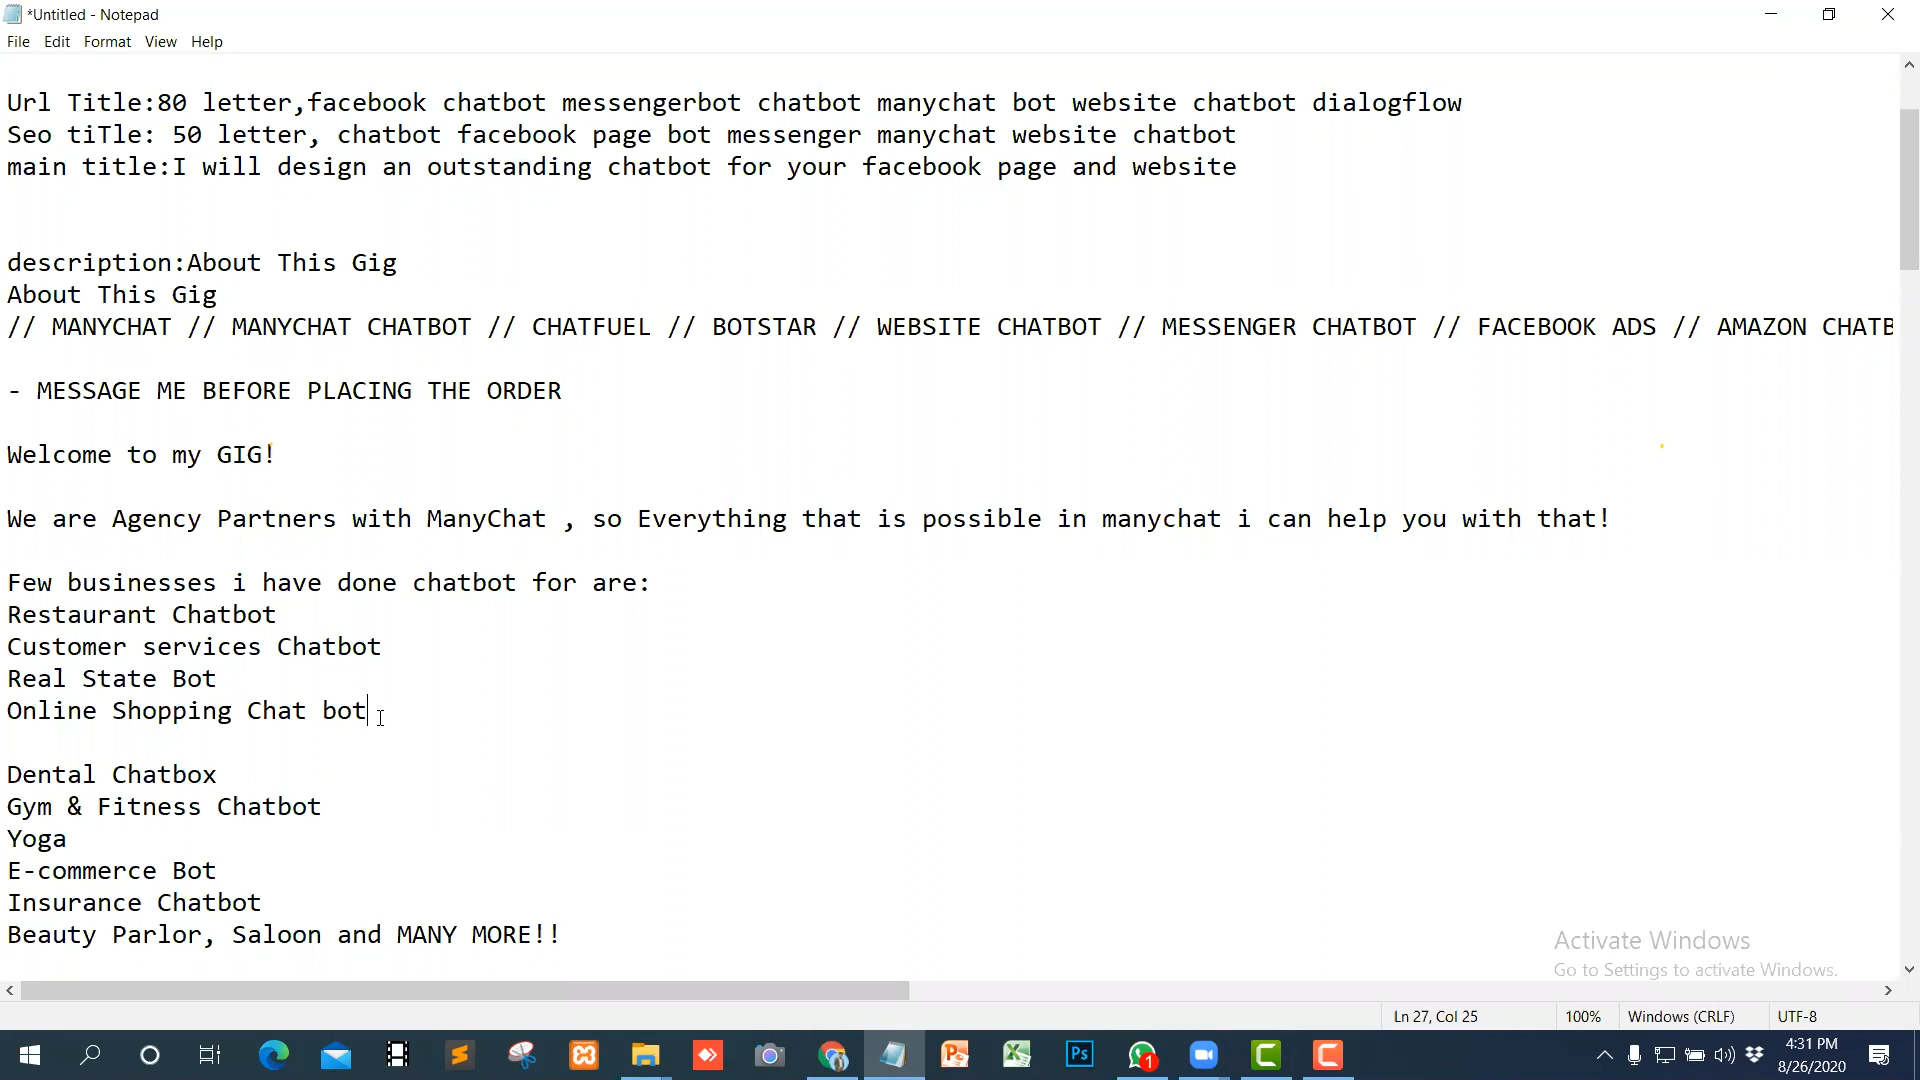 *Untitled - Notepad
File Edit Format View Help
Url Title:80 letter,facebook chatbot messengerbot chatbot manychat bot website chatbot dialogflow
Seo tiTle: 50 letter, chatbot facebook page bot messenger manychat website chatbot
main title:I will design an outstanding chatbot for your facebook page and website
description:About This Gig
About This Gig
// MANYCHAT // MANYCHAT CHATBOT // CHATFUEL // BOTSTAR // WEBSITE CHATBOT // MESSENGER CHATBOT // FACEBOOK ADS // AMAZON CHATB
- MESSAGE ME BEFORE PLACING THE ORDER
Welcome to my GIG!
We are Agency Partners with ManyChat , so Everything that is possible in manychat i can help you with that!
Few businesses i have done chatbot for are:
Restaurant Chatbot
Customer services Chatbot
Real State Bot
Online Shopping Chat bot
Dental Chatbox
Gym & Fitness Chatbot
Yoga
E-commerce Bot
Insurance Chatbot
Beauty Parlor, Saloon and MANY MORE!!
Activate Windows
Go to Settings to activate Windows.
Ln 27, Col 25 100% Windows (CRLF) UTF-8
Ps 1
4:31 PM
8/26/2020